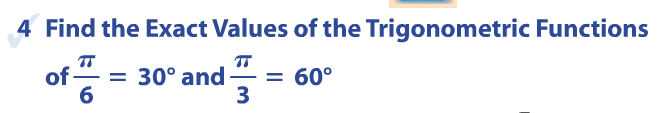 4 Find the Exact Values of the Trigonometric Functions
of π/6 = 30° and π/3 = 60°